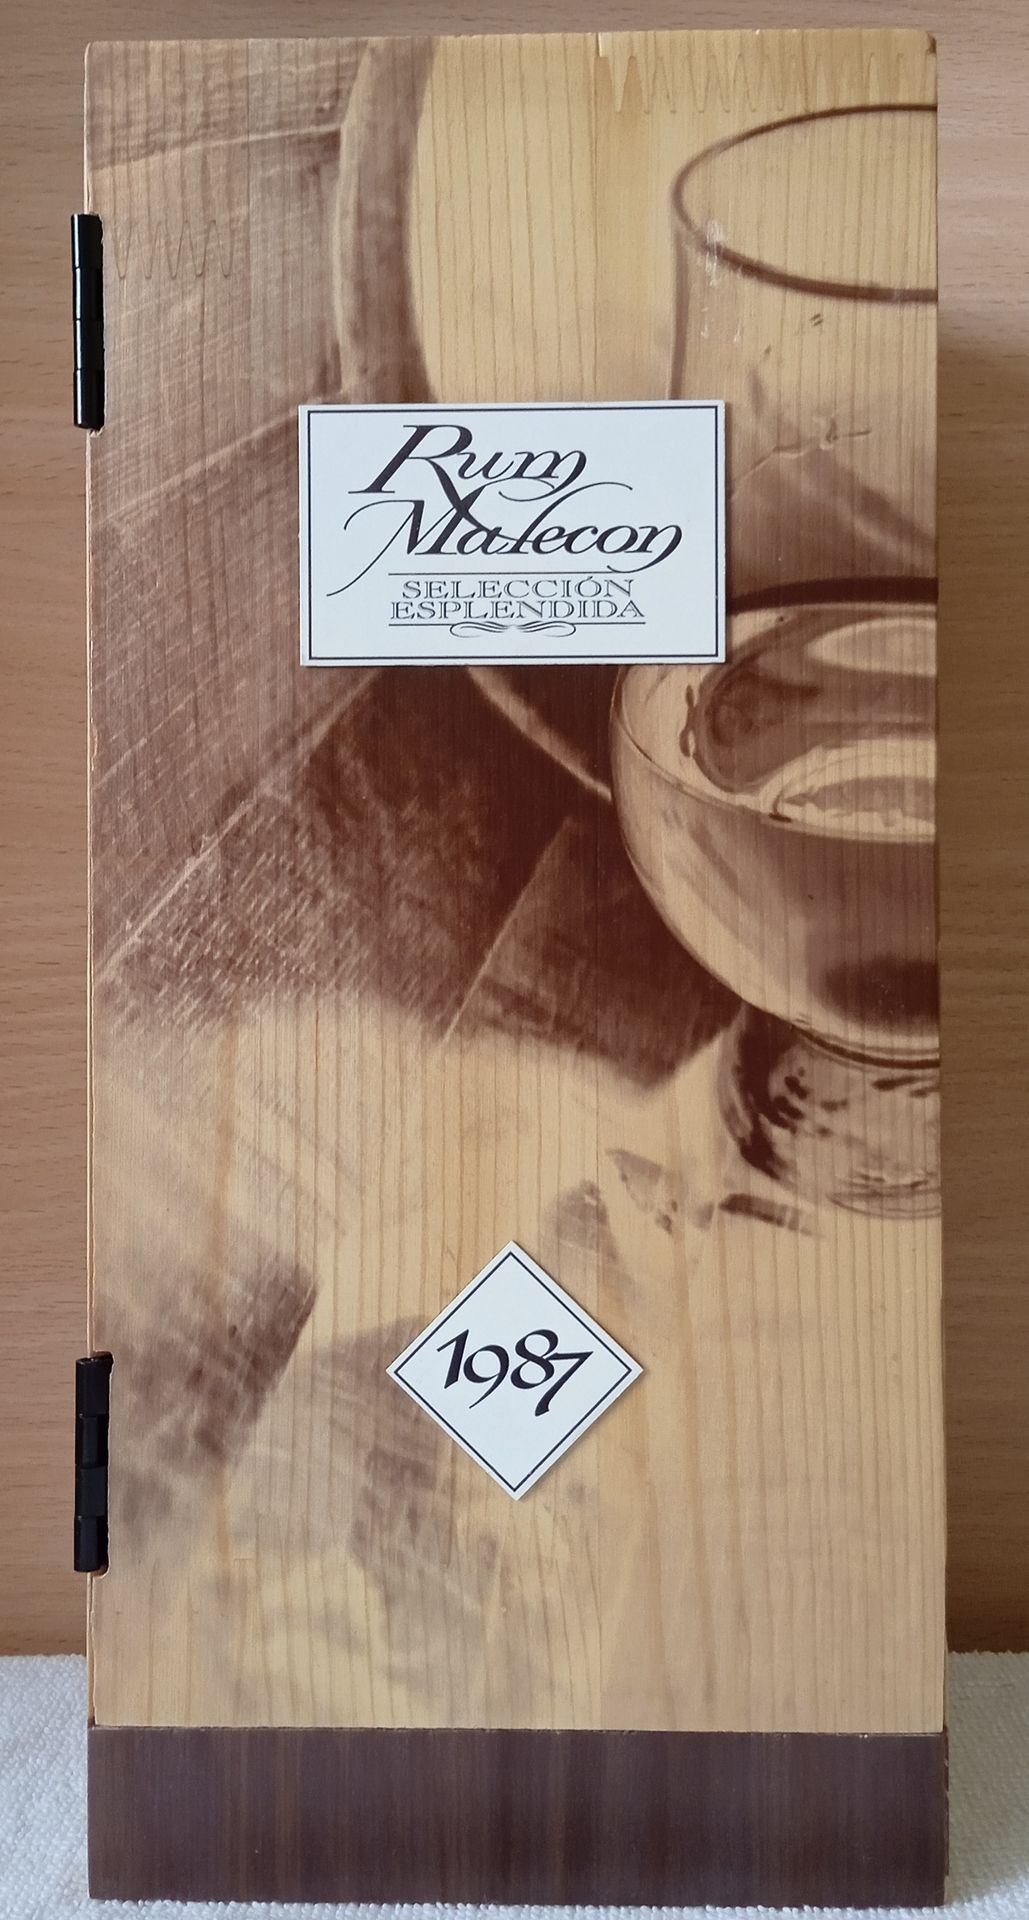 Rum
Malecon
SELECCIÓN
ESPLENDIDA
1987